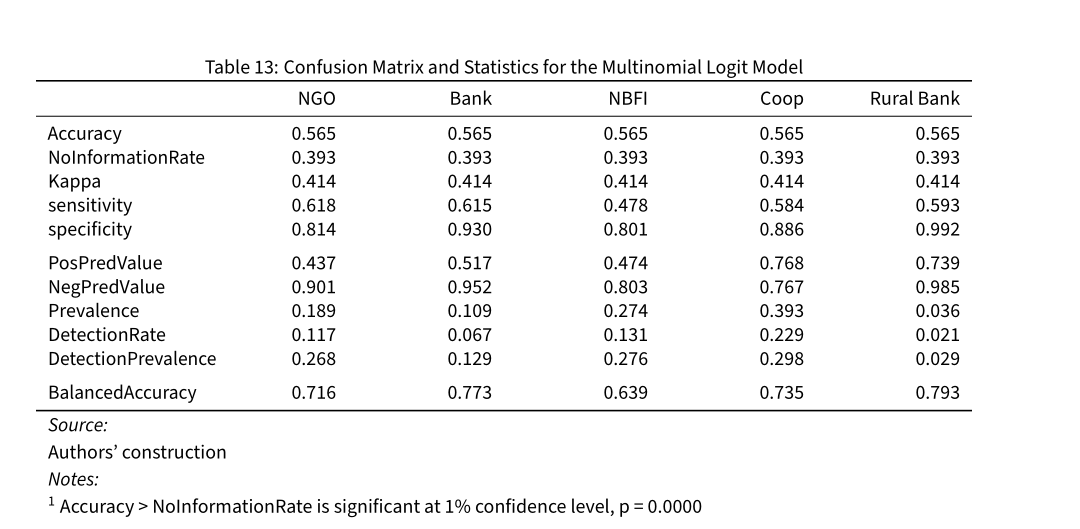 Table 13: Confusion Matrix and Statistics for the Multinomial Logit Model
NGO Bank NBFI Coop Rural Bank
Accuracy 0.565 0.565 0.565 0.565 0.565
NoInformationRate 0.393 0.393 0.393 0.393 0.393
Kappa 0.414 0.414 0.414 0.414 0.414
sensitivity 0.618 0.615 0.478 0.584 0.593
specificity 0.814 0.930 0.801 0.886 0.992
PosPredValue 0.437 0.517 0.474 0.768 0.739
NegPredValue 0.901 0.952 0.803 0.767 0.985
Prevalence 0.189 0.109 0.274 0.393 0.036
DetectionRate 0.117 0.067 0.131 0.229 0.021
DetectionPrevalence 0.268 0.129 0.276 0.298 0.029
BalancedAccuracy 0.716 0.773 0.639 0.735 0.793
Source:
Authors’ construction
Notes:
¹ Accuracy > NoInformationRate is significant at 1% confidence level, p = 0.0000